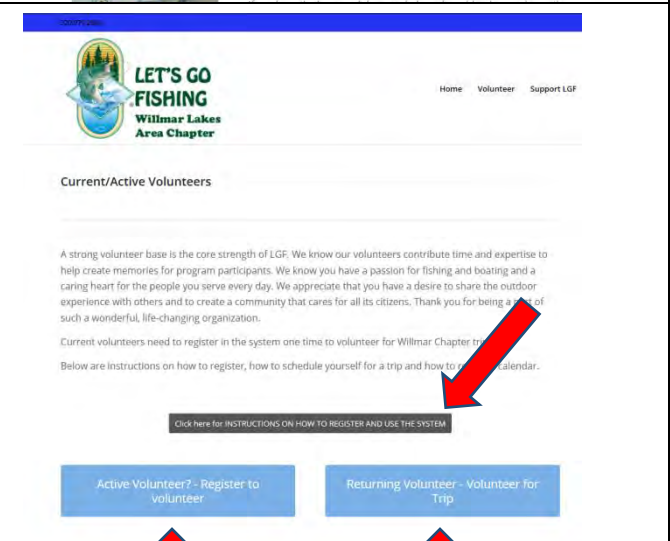 LET'S GO
FISHING
Willmar Lakes
Area Chapter
Home Volunteer Support LGF
Current/Active Volunteers
A strong volunteer base is the core strength of LGF. We know our volunteers contribute time and expertise to
help create memories for program participants. We know you have a passion for fishing and boating and a
caring heart for the people you serve every day. We appreciate that you have a desire to share the outdoor
experience with others and to create a community that cares for all its citizens. Thank you for being a of
such a wonderful, life-changing organization.
Current volunteers need to register in the system one time to volunteer for Willmar Chapter
Below are instructions on how to register, how to schedule yourself for a trip and how to calendar.
Click here for INSTRUCTIONS ON HOW TO REGISTER AND USE THE SYSTEM
Active Volunteer? - Register to
volunteer
Returning Volunteer - Volunteer for
Trip